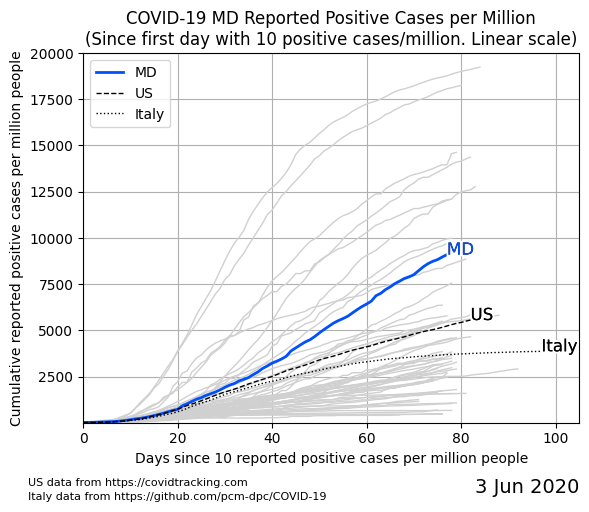 COVID-19 MD Reported Positive Cases per Million
(Since first day with 10 positive cases/million. Linear scale)
Cumulative reported positive cases per million people
20000
17500
15000
12500
10000
7500
5000
2500
MD
US
Italy
MD
US
Italy
0 20 40 60 80 100
Days since 10 reported positive cases per million people
US data from https://covidtracking.com
Italy data from https://github.com/pcm-dpc/COVID-19
3 Jun 2020